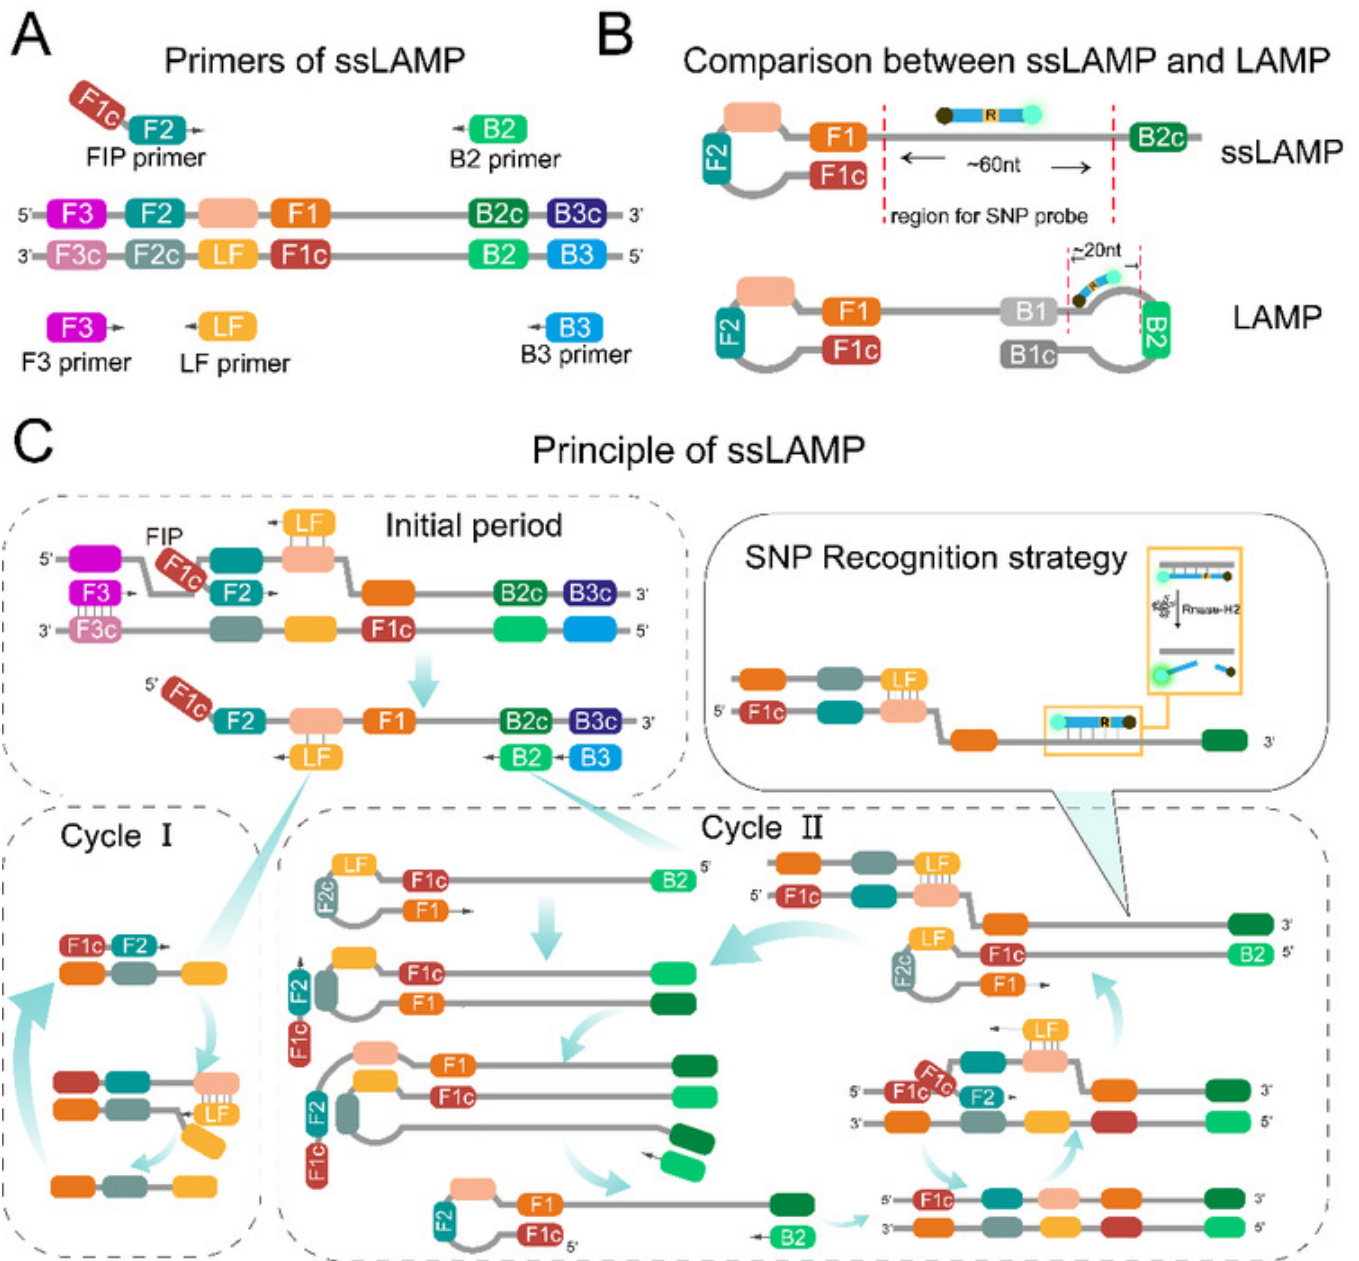 A
Primers of ssLAMP
F1c F2
FIP primer
B2
B2 primer
5' F3 F2 F1 B2c B3c 3'
3' F3c F2c LF F1c B2 B3 5'
F3
F3 primer
LF
LF primer
B3
B3 primer
B
Comparison between ssLAMP and LAMP
R
F2 F1 B2c
F1c
~60nt
ssLAMP
region for SNP probe
~20nt
R
F2 F1 B1 B2
F1c B1c
LAMP
C
Principle of ssLAMP
Initial period
LF
FIP
5' F1c
F3 F2 B2c B3c 3'
3' F3c F1c 5'
5' F1c F2 F1 B2c B3c 3'
LF B2 B3
SNP Recognition strategy
Rnase-H2
LF
5' F1c
R
3'
Cycle I
F1c F2
LF
Cycle II
LF
F2c F1c B2 5'
F1
F2 F1c
F1c F1
F1
F2 F1c
F1c
F2 F1
F1c 5'
B2
LF
5' F1c
3'
LF
F2c F1c B2 5'
F1
LF
5' F1c F1c F2 3'
3' 5'
5' F1c 3'
3' 5'